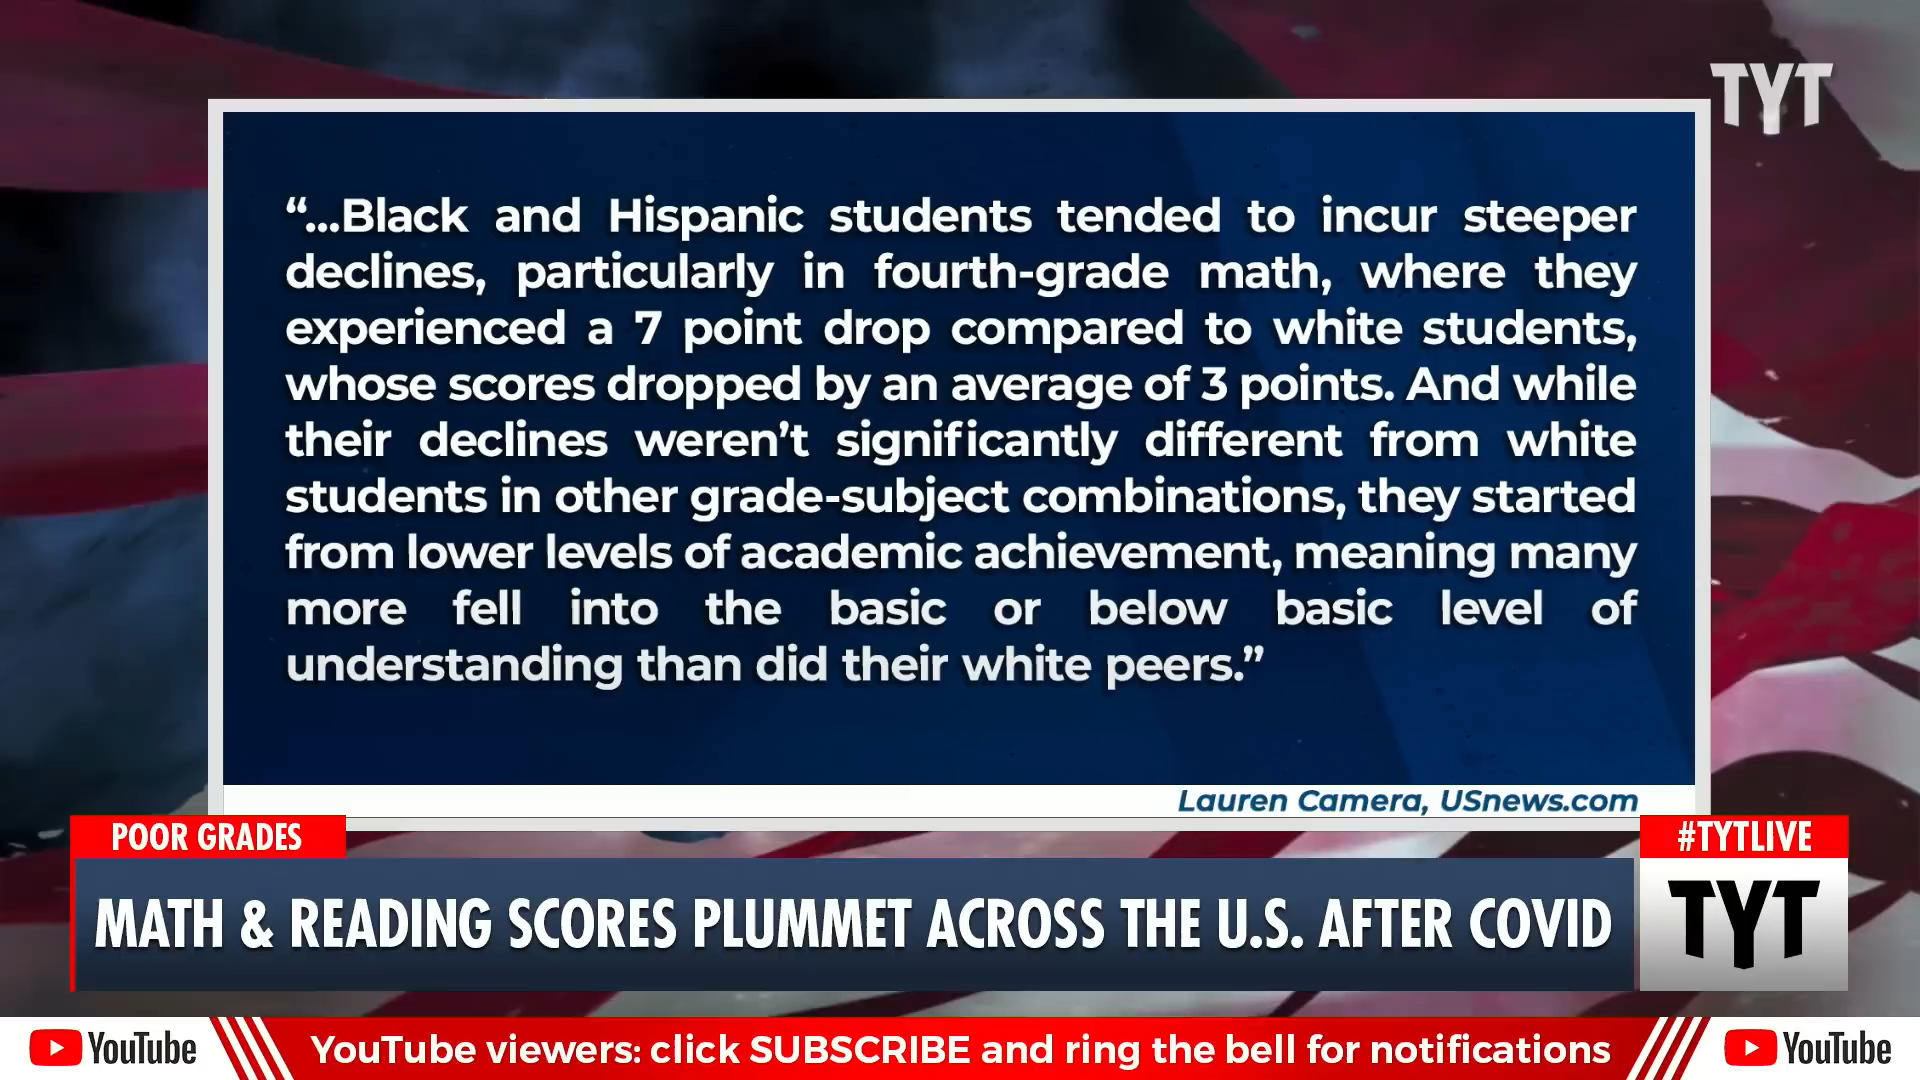 TYT
“...Black and Hispanic students tended to incur steeper
declines, particularly in fourth-grade math, where they
experienced a 7 point drop compared to white students,
whose scores dropped by an average of 3 points. And while
their declines weren’t significantly different from white
students in other grade-subject combinations, they started
from lower levels of academic achievement, meaning many
more fell into the basic or below basic level of
understanding than did their white peers.”
Lauren Camera, USnews.com
POOR GRADES
#TYTLIVE
MATH & READING SCORES PLUMMET ACROSS THE U.S. AFTER COVID
TYT
YouTube
YouTube viewers: click SUBSCRIBE and ring the bell for notifications
YouTube